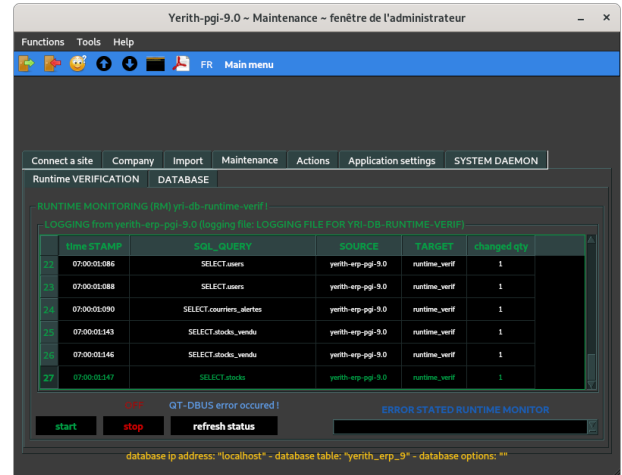 Yerith-pgi-9.0 ~ Maintenance ~ fenêtre de l'administrateur
Functions Tools Help
FR Main menu
Connect a site Company Import Maintenance Actions Application settings SYSTEM DAEMON
Runtime VERIFICATION DATABASE
RUNTIME MONITORING (RM) yri-db-runtime-verif !
LOGGING from yerith-erp-pgi-9.0 (logging file: LOGGING FILE FOR YRI-DB-RUNTIME-VERIF)
time STAMP SQL_QUERY SOURCE TARGET changed qty
22 07:00:01:086 SELECT.users yerith-erp-pgi-9.0 runtime_verif 1
23 07:00:01:088 SELECT.users yerith-erp-pgi-9.0 runtime_verif 1
24 07:00:01:090 SELECT.courriers_alertes yerith-erp-pgi-9.0 runtime_verif 1
25 07:00:01:143 SELECT.stocks_vendu yerith-erp-pgi-9.0 runtime_verif 1
26 07:00:01:146 SELECT.stocks_vendu yerith-erp-pgi-9.0 runtime_verif 1
27 07:00:01:147 SELECT.stocks yerith-erp-pgi-9.0 runtime_verif 1
QT-DBUS error occured ! ERROR STATED RUNTIME MONITOR
start stop refresh status
database ip address: "localhost" - database table: "yerith_erp_9" - database options: ""